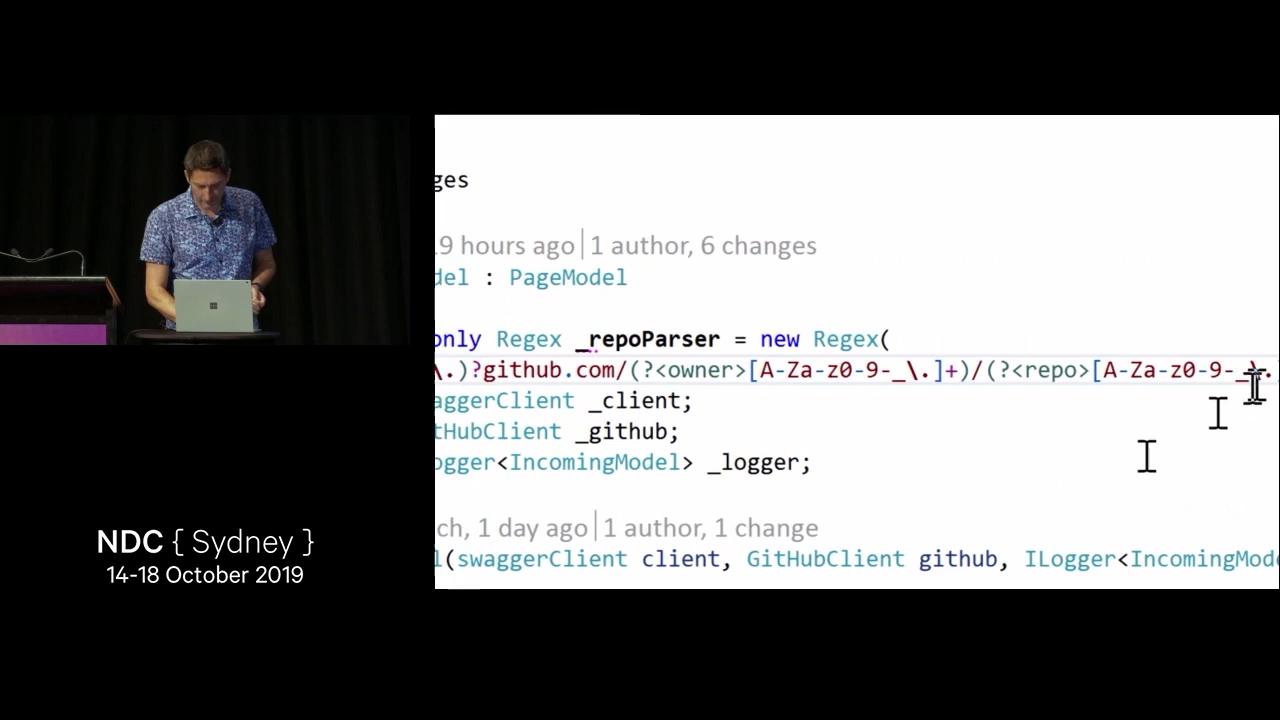 ges
.9 hours ago | 1 author, 6 changes
del : PageModel
only Regex _repoParser = new Regex(
\.)?github.com/(?<owner>[A-Za-z0-9-_\.]+)/(?<repo>[A-Za-z0-9-_\.
aggerClient _client;
tHubClient _github;
ogger<IncomingModel> _logger;
ch, 1 day ago | 1 author, 1 change
l(swaggerClient client, GitHubClient github, ILogger<IncomingMode
NDC { Sydney }
14-18 October 2019